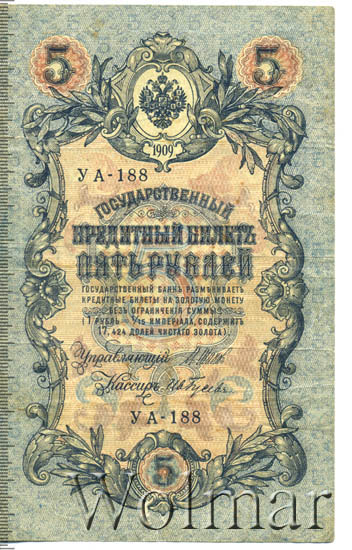 5 5
1909
УА-188
ГОСУДАРСТВЕННЫЙ
КРЕДИТНЫЙ БИЛЕТЪ
ПЯТЬ РУБЛЕЙ
ГОСУДАРСТВЕННЫЙ БАНКЪ РАЗМѢНИВАЕТЪ
КРЕДИТНЫЕ БИЛЕТЫ НА ЗОЛОТУЮ МОНЕТУ
БЕЗЪ ОГРАНИЧЕНІЯ СУММЫ
(1 РУБЛЬ = 1/15 ИМПЕРІАЛА, СОДЕРЖИТЪ
17,424 ДОЛЕЙ ЧИСТАГО ЗОЛОТА).
Управляющій
Кассиръ
УА-188
5
Wolmar